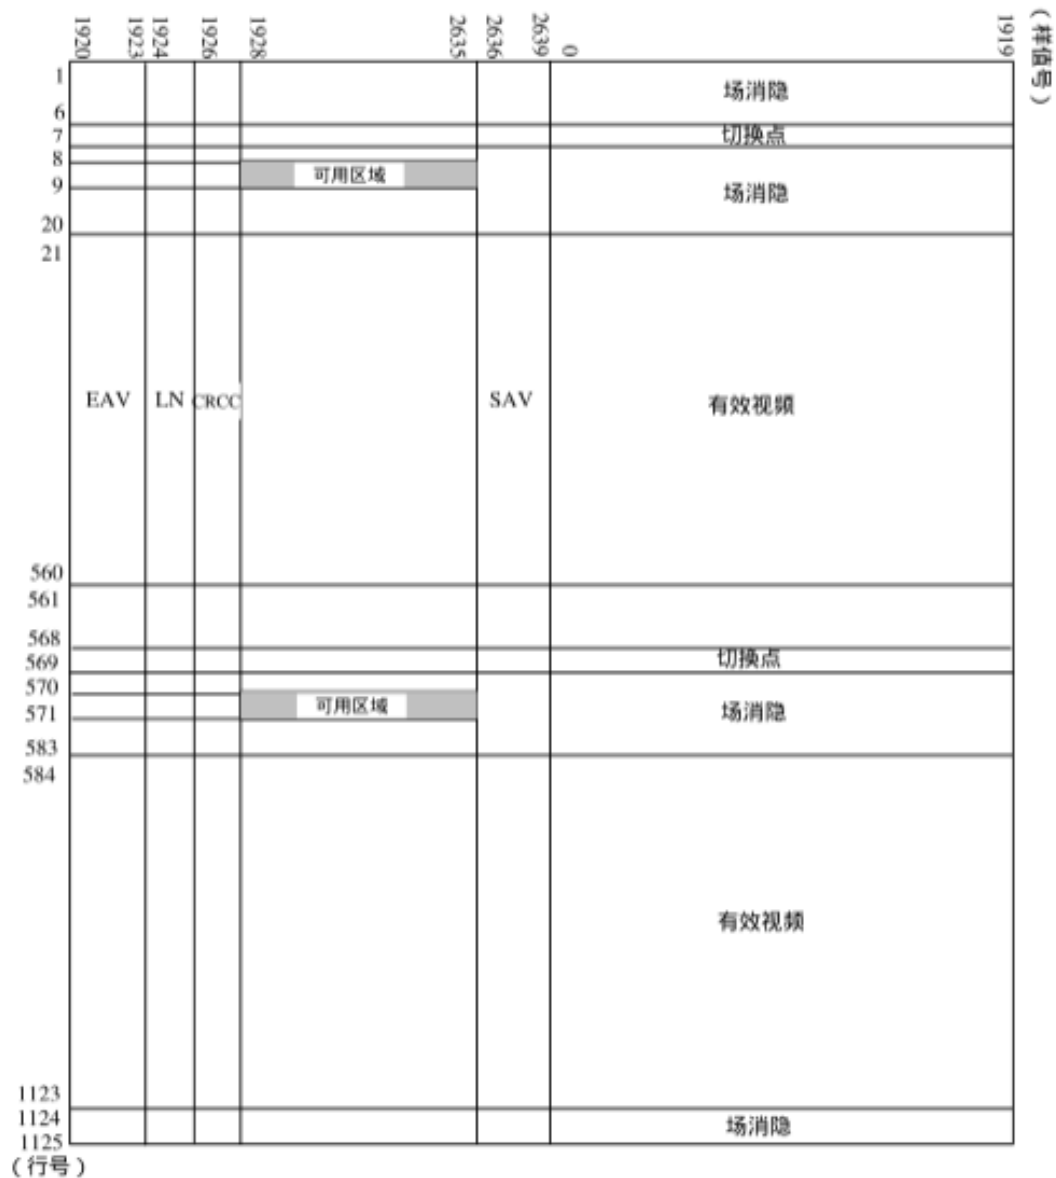 1920 1923 1924 1926 1928 2635 2636 2639 0 1919 （样值号）
1 场消隐
6
7 切换点
8
可用区域
9 场消隐
20
21
EAV LN CRCC SAV 有效视频
560
561
568
569 切换点
570
可用区域
571 场消隐
583
584
有效视频
1123
1124 场消隐
1125
（行号）